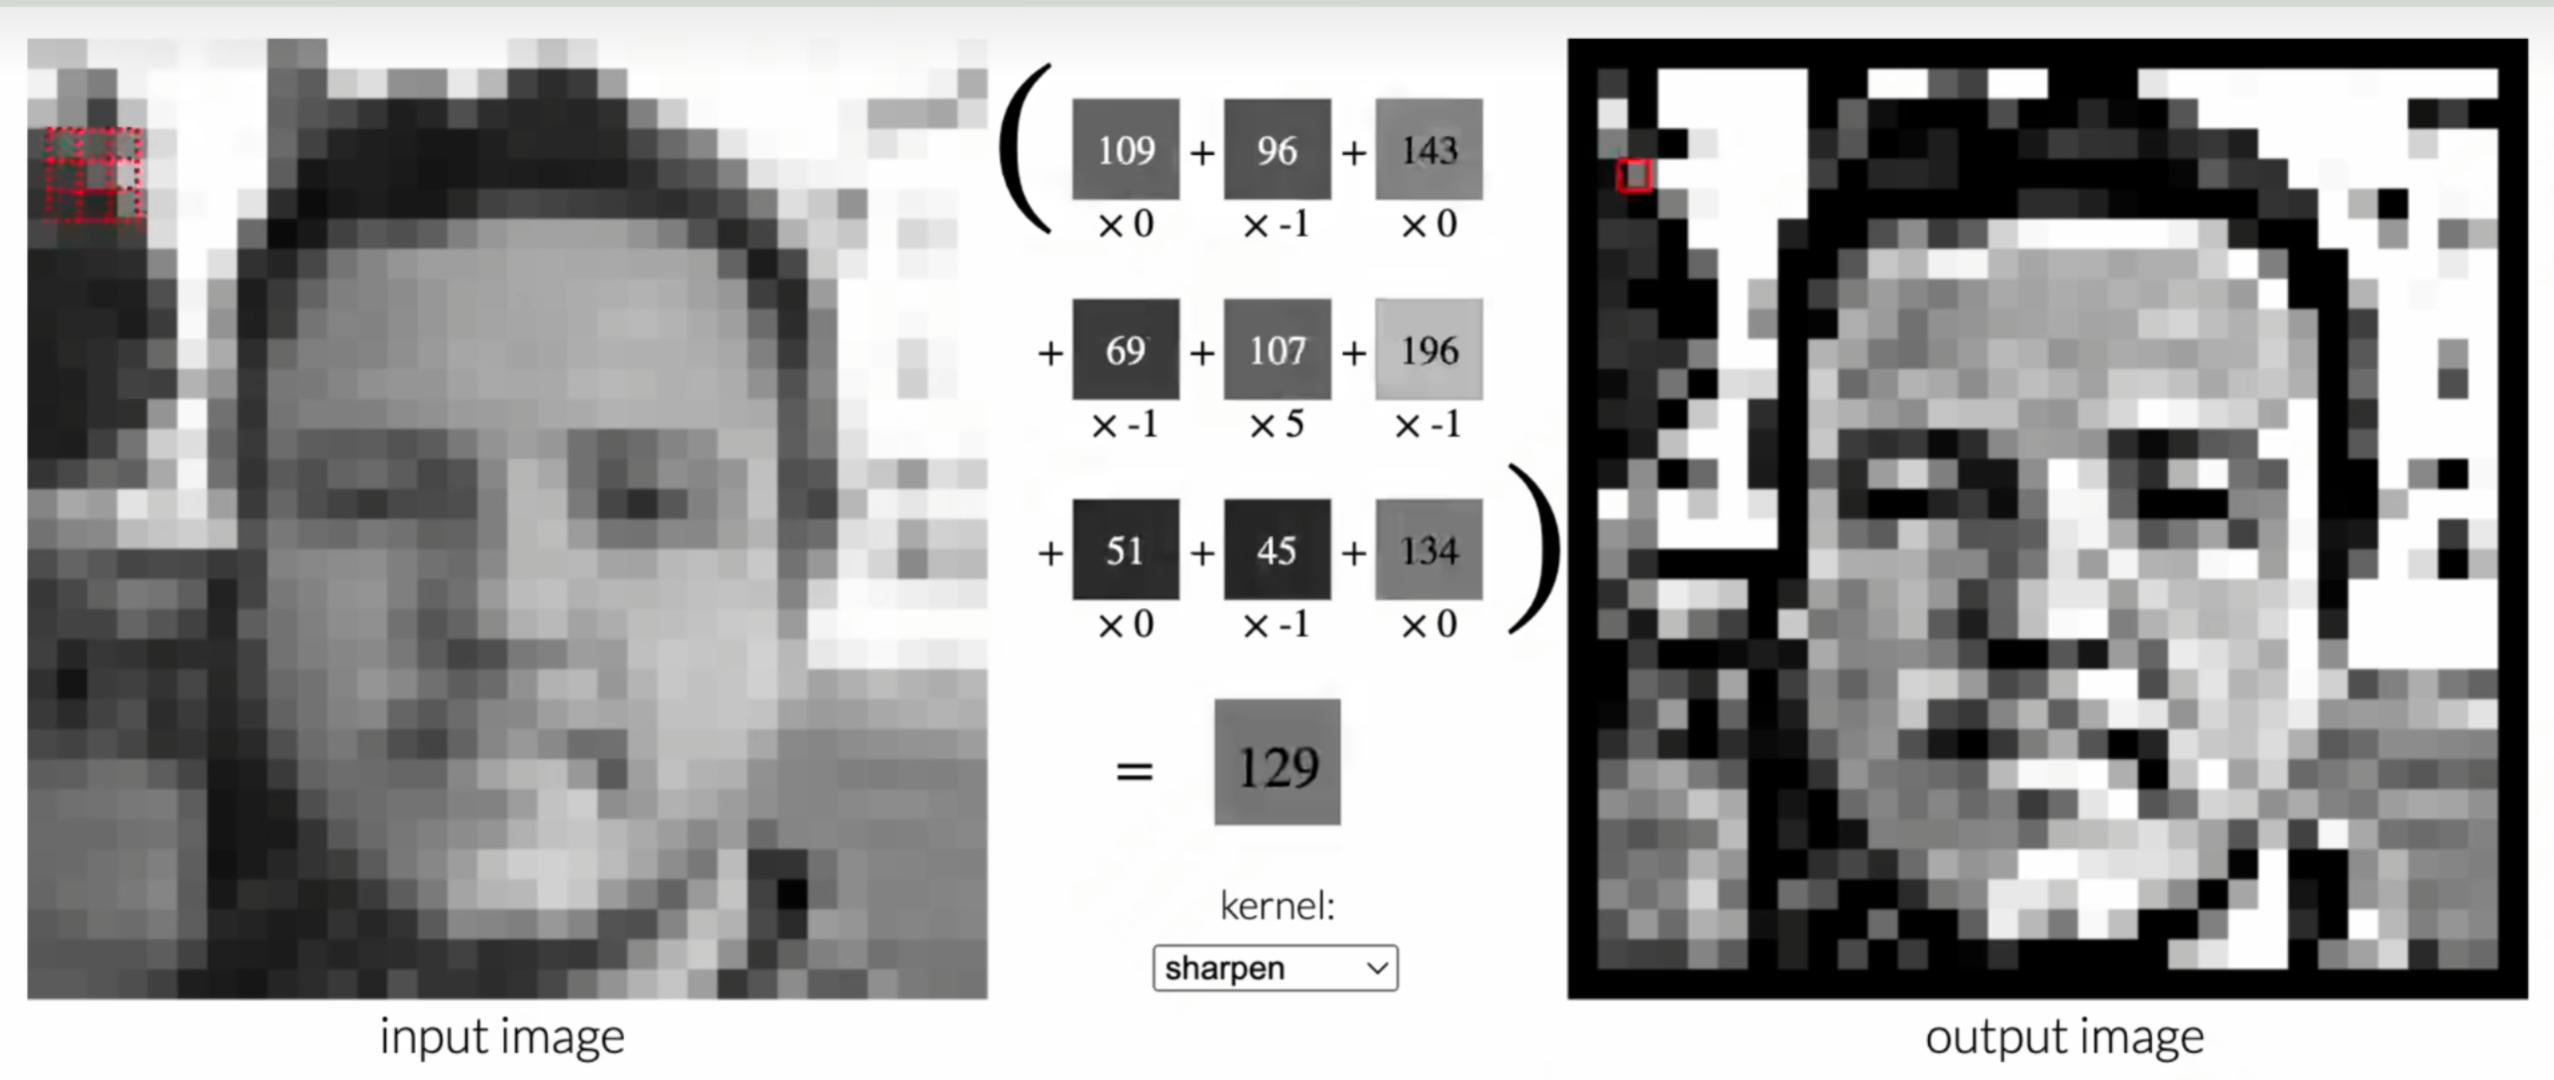 ( 109 + 96 + 143
× 0 × -1 × 0
+ 69 + 107 + 196
× -1 × 5 × -1
+ 51 + 45 + 134 )
× 0 × -1 × 0
= 129
kernel:
sharpen
input image
output image